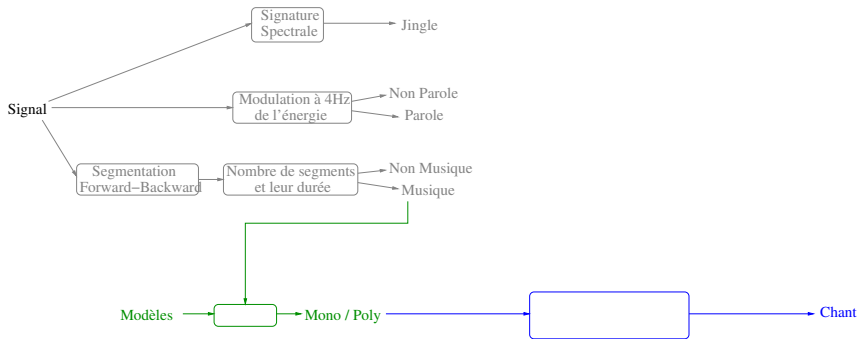 Signature
Spectrale
Jingle
Signal
Modulation à 4Hz
de l'énergie
Non Parole
Parole
Segmentation
Forward−Backward
Nombre de segments
et leur durée
Non Musique
Musique
Modèles
Mono / Poly
Chant